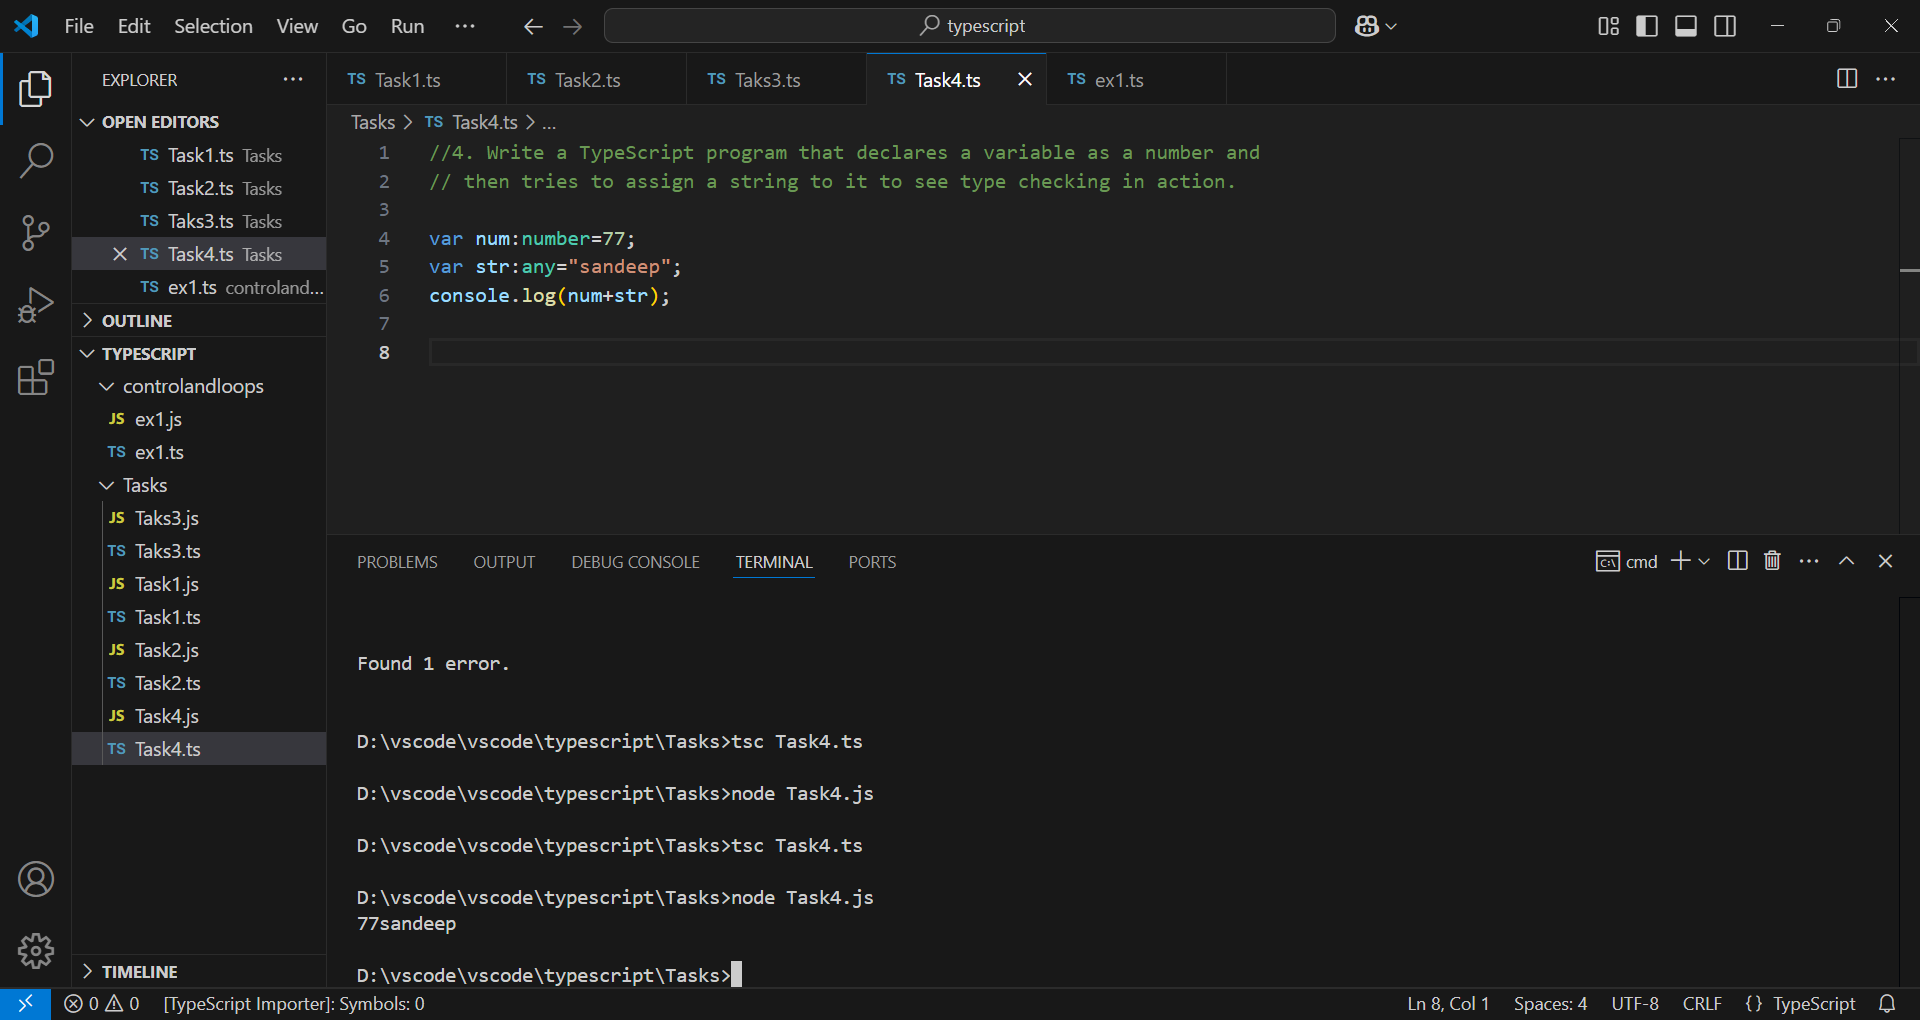 File Edit Selection View Go Run ···
typescript
EXPLORER
OPEN EDITORS
TS Task1.ts Tasks
TS Task2.ts Tasks
TS Taks3.ts Tasks
TS Task4.ts Tasks
TS ex1.ts controland...
OUTLINE
TYPESCRIPT
controlandloops
JS ex1.js
TS ex1.ts
Tasks
JS Taks3.js
TS Taks3.ts
JS Task1.js
TS Task1.ts
JS Task2.js
TS Task2.ts
JS Task4.js
TS Task4.ts
TIMELINE
TS Task1.ts TS Task2.ts TS Taks3.ts TS Task4.ts TS ex1.ts
Tasks > TS Task4.ts > ...
1 //4. Write a TypeScript program that declares a variable as a number and
2 // then tries to assign a string to it to see type checking in action.
3
4 var num:number=77;
5 var str:any="sandeep";
6 console.log(num+str);
7
8
PROBLEMS OUTPUT DEBUG CONSOLE TERMINAL PORTS
cmd
Found 1 error.
D:\vscode\vscode\typescript\Tasks>tsc Task4.ts
D:\vscode\vscode\typescript\Tasks>node Task4.js
D:\vscode\vscode\typescript\Tasks>tsc Task4.ts
D:\vscode\vscode\typescript\Tasks>node Task4.js
77sandeep
D:\vscode\vscode\typescript\Tasks>
0 0 [TypeScript Importer]: Symbols: 0 Ln 8, Col 1 Spaces: 4 UTF-8 CRLF {} TypeScript